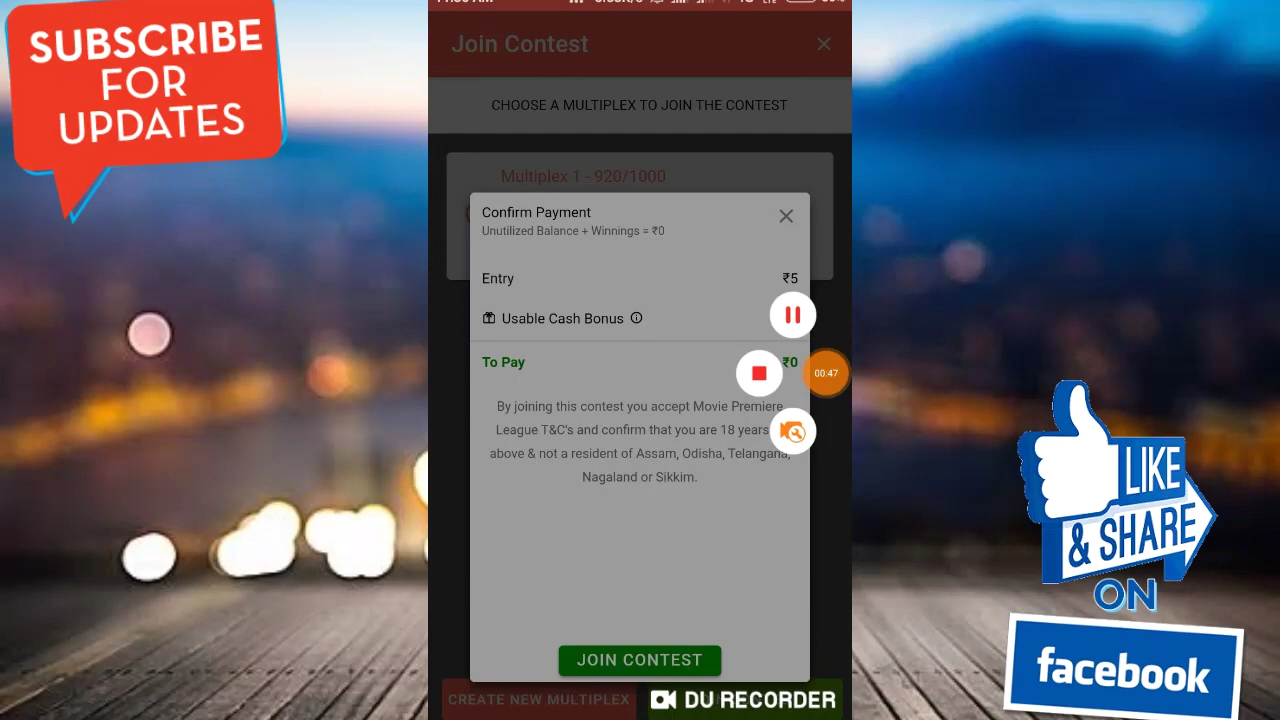 SUBSCRIBE
FOR
UPDATES
Join Contest
CHOOSE A MULTIPLEX TO JOIN THE CONTEST
Multiplex 1 - 920/1000
Confirm Payment
Unutilized Balance + Winnings = ₹0
Entry ₹5
Usable Cash Bonus
To Pay ₹0
00:47
By joining this contest you accept Movie Premiere
League T&C's and confirm that you are 18 years
above & not a resident of Assam, Odisha, Telangana,
Nagaland or Sikkim.
JOIN CONTEST
CREATE NEW MULTIPLEX
DU RECORDER
LIKE
& SHARE
ON
facebook